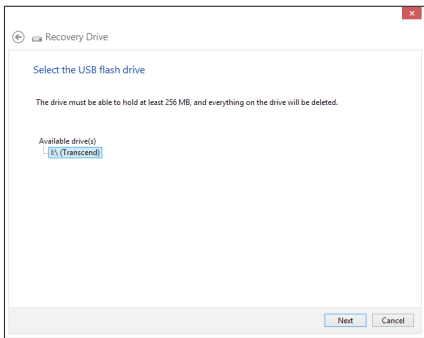 Recovery Drive
Select the USB flash drive
The drive must be able to hold at least 256 MB, and everything on the drive will be deleted.
Available drive(s)
I:\ (Transcend)
Next Cancel